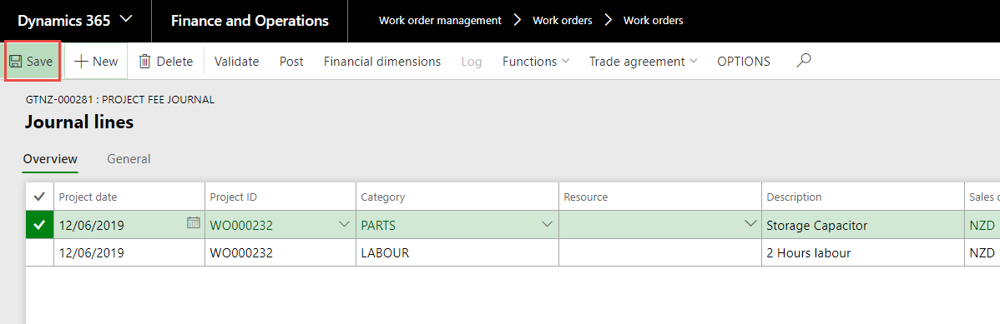 Dynamics 365 Finance and Operations Work order management Work orders Work orders
Save New Delete Validate Post Financial dimensions Log Functions Trade agreement OPTIONS
GTNZ-000281 : PROJECT FEE JOURNAL
Journal lines
Overview General
Project date Project ID Category Resource Description Sales c
12/06/2019 WO000232 PARTS Storage Capacitor NZD
12/06/2019 WO000232 LABOUR 2 Hours labour NZD